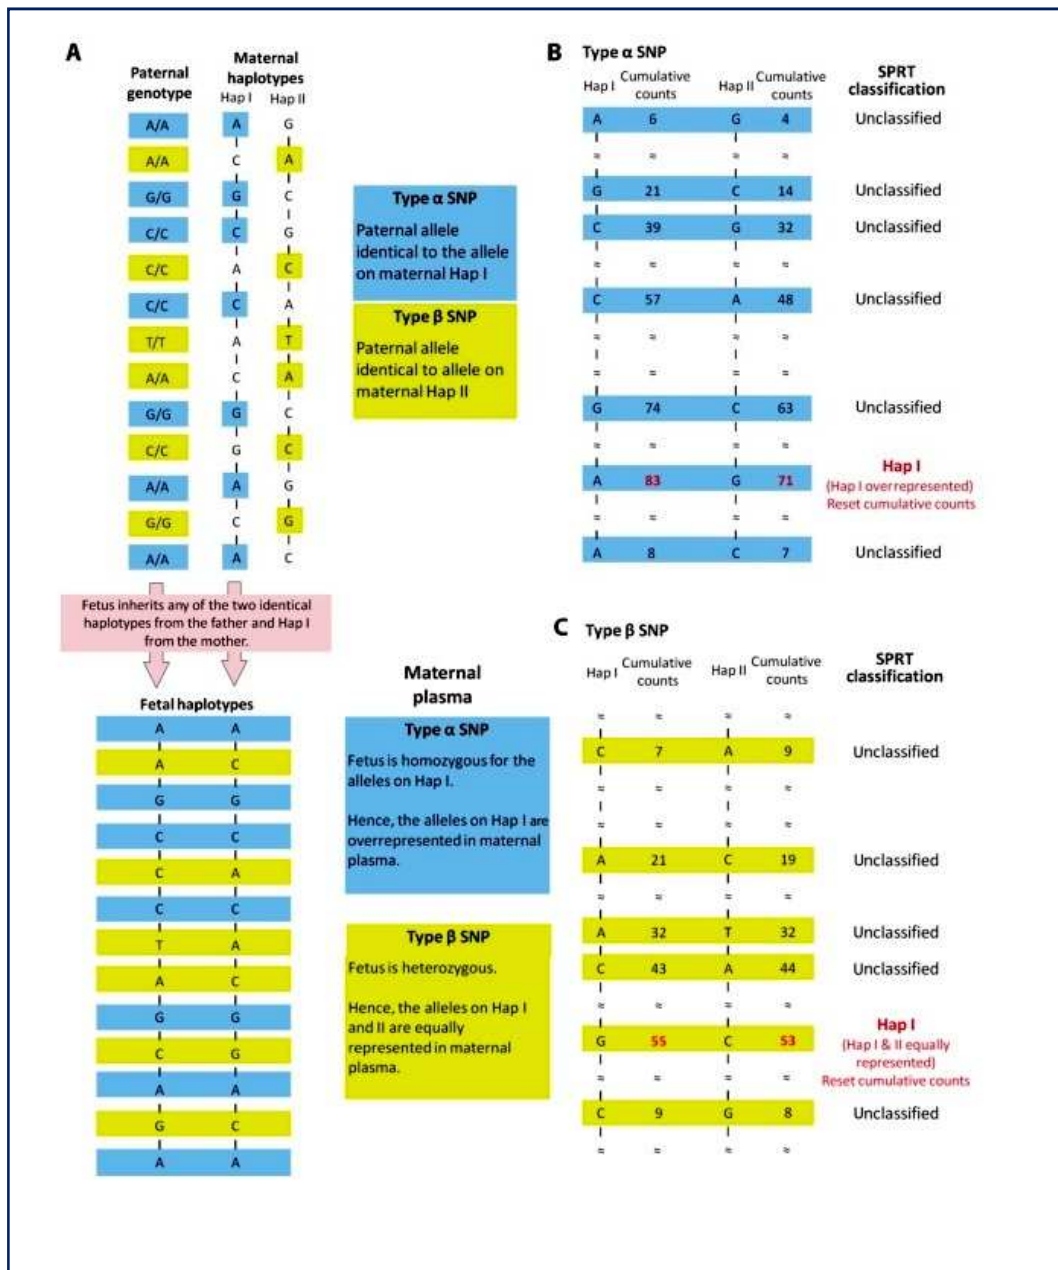 A
Paternal genotype
Maternal haplotypes
Hap I Hap II
A/A A G
A/A C A
G/G G C
C/C C G
C/C A C
C/C C A
T/T A T
A/A C A
G/G G C
C/C G C
A/A A G
G/G C G
A/A A C
Type α SNP
Paternal allele
identical to the allele
on maternal Hap I
Type β SNP
Paternal allele
identical to allele on
maternal Hap II
Fetus inherits any of the two identical
haplotypes from the father and Hap I
from the mother.
Fetal haplotypes
A A
A C
G G
C C
C A
C C
T A
A C
G G
C G
A A
G C
A A
Maternal
plasma
Type α SNP
Fetus is homozygous for the
alleles on Hap I.
Hence, the alleles on Hap I are
overrepresented in maternal
plasma.
Type β SNP
Fetus is heterozygous.
Hence, the alleles on Hap I
and II are equally
represented in maternal
plasma.
B Type α SNP
Hap I Cumulative counts Hap II Cumulative counts SPRT classification
A 6 G 4 Unclassified
≈ ≈ ≈ ≈
G 21 C 14 Unclassified
C 39 G 32 Unclassified
≈ ≈ ≈ ≈
C 57 A 48 Unclassified
≈ ≈ ≈ ≈
≈ ≈ ≈ ≈
G 74 C 63 Unclassified
≈ ≈ ≈ ≈
A 83 G 71 Hap I
(Hap I overrepresented)
Reset cumulative counts
≈ ≈ ≈ ≈
A 8 C 7 Unclassified
C Type β SNP
Hap I Cumulative counts Hap II Cumulative counts SPRT classification
≈ ≈ ≈ ≈
C 7 A 9 Unclassified
≈ ≈ ≈ ≈
≈ ≈ ≈ ≈
A 21 C 19 Unclassified
≈ ≈ ≈ ≈
A 32 T 32 Unclassified
C 43 A 44 Unclassified
≈ ≈ ≈ ≈
G 55 C 53 Hap I
(Hap I & II equally
represented)
Reset cumulative counts
≈ ≈ ≈ ≈
C 9 G 8 Unclassified
≈ ≈ ≈ ≈